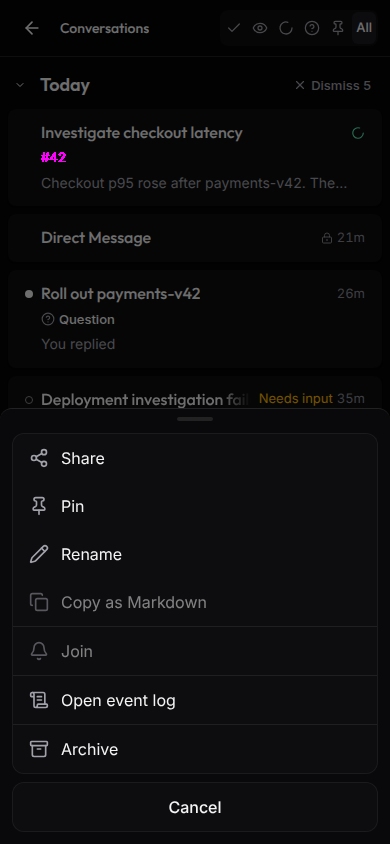 Conversations
All
Today
Dismiss 5
Investigate checkout latency
#42
Checkout p95 rose after payments-v42. The...
Direct Message
21m
Roll out payments-v42
26m
Question
You replied
Deployment investigation fail
Needs input 35m
Share
Pin
Rename
Copy as Markdown
Join
Open event log
Archive
Cancel